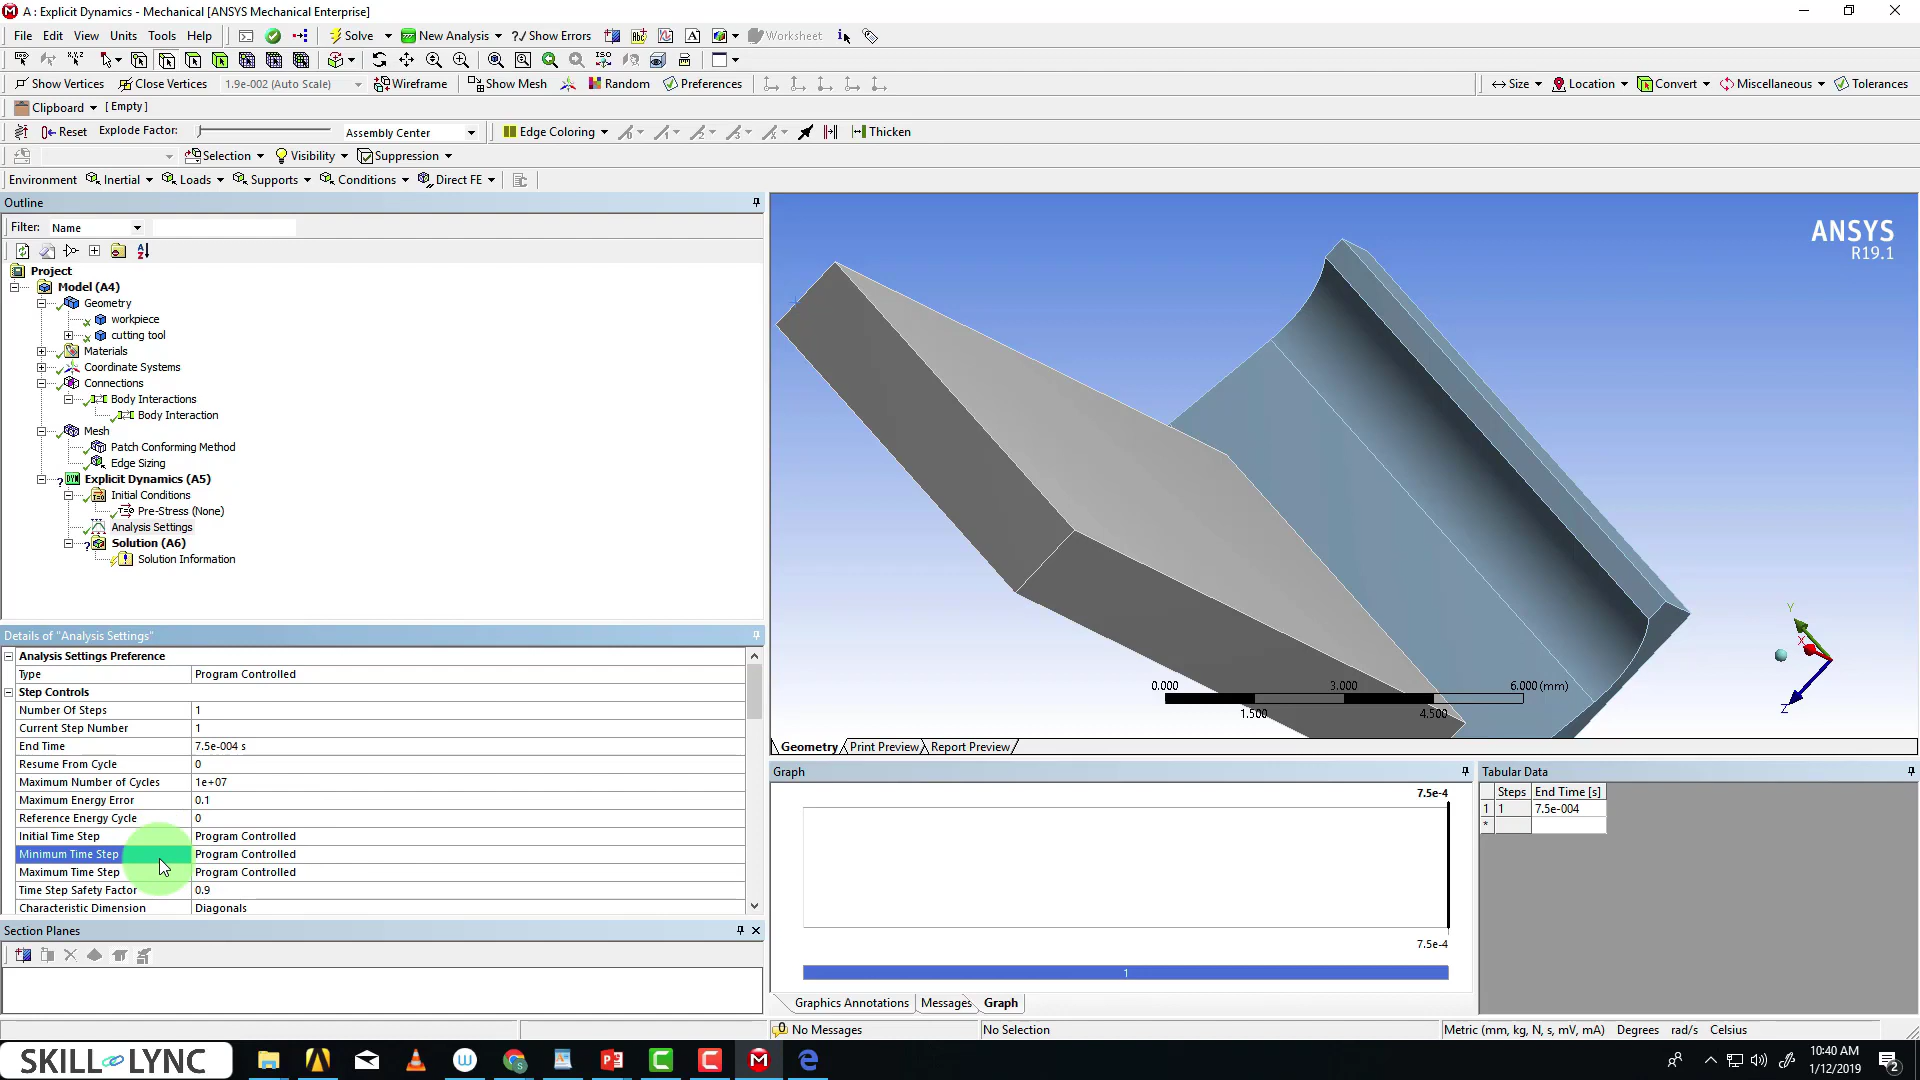 A : Explicit Dynamics - Mechanical [ANSYS Mechanical Enterprise]
File Edit View Units Tools Help Solve New Analysis ?/ Show Errors Worksheet
Show Vertices Close Vertices 1.9e-002 (Auto Scale) Wireframe Show Mesh Random Preferences Size Location Convert Miscellaneous Tolerances
Clipboard [ Empty ]
Reset Explode Factor: Assembly Center Edge Coloring Thicken
Selection Visibility Suppression
Environment Inertial Loads Supports Conditions Direct FE
Outline
Filter: Name
Project
Model (A4)
Geometry
workpiece
cutting tool
Materials
Coordinate Systems
Connections
Body Interactions
Body Interaction
Mesh
Patch Conforming Method
Edge Sizing
Explicit Dynamics (A5)
Initial Conditions
Pre-Stress (None)
Analysis Settings
Solution (A6)
Solution Information
Details of "Analysis Settings"
Analysis Settings Preference
Type Program Controlled
Step Controls
Number Of Steps 1
Current Step Number 1
End Time 7.5e-004 s
Resume From Cycle 0
Maximum Number of Cycles 1e+07
Maximum Energy Error 0.1
Reference Energy Cycle 0
Initial Time Step Program Controlled
Minimum Time Step Program Controlled
Maximum Time Step Program Controlled
Time Step Safety Factor 0.9
Characteristic Dimension Diagonals
Section Planes
ANSYS
R19.1
Y
X
Z
0.000 3.000 6.000 (mm)
1.500 4.500
Geometry Print Preview Report Preview
Graph
7.5e-4
7.5e-4
1
Graphics Annotations Messages Graph
Tabular Data
Steps End Time [s]
1 1 7.5e-004
*
No Messages No Selection Metric (mm, kg, N, s, mV, mA) Degrees rad/s Celsius
SKILL LYNC
10:40 AM
1/12/2019
2